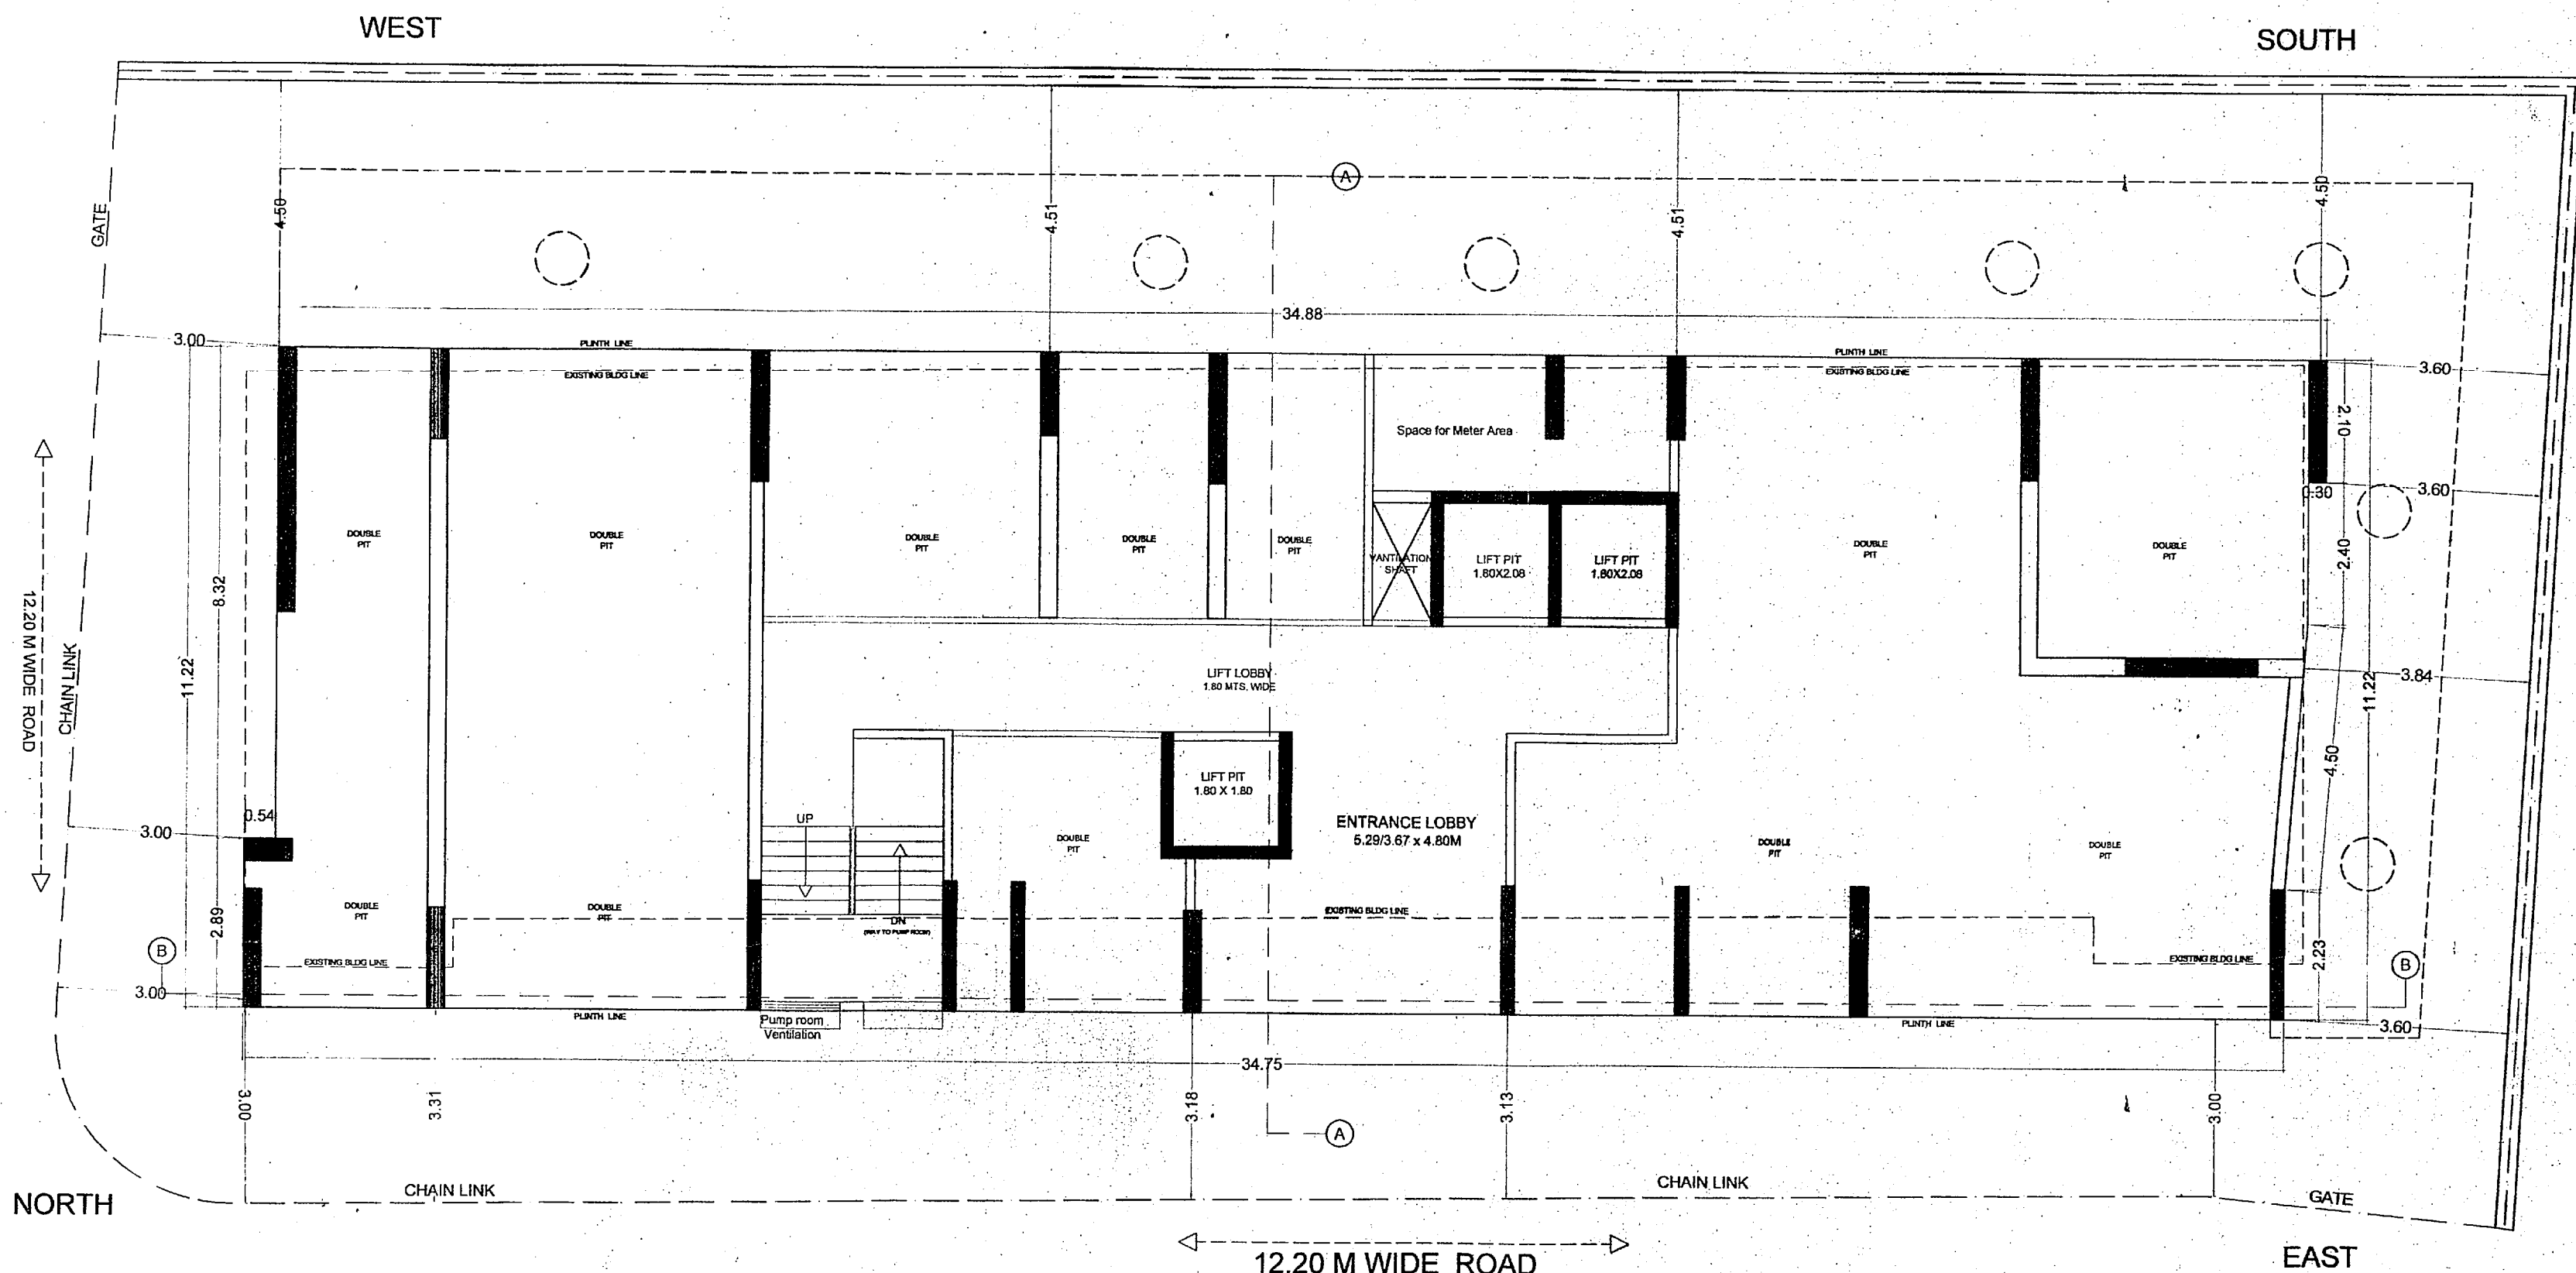 WEST
SOUTH
A
GATE
4.50
4.51
4.51
4.50
34.88
3.00
PLINTH LINE
PLINTH LINE
EXISTING BLDG LINE
EXISTING BLDG LINE
3.60
2.10
Space for Meter Area
3.60
0.30
DOUBLE
PIT
DOUBLE
PIT
DOUBLE
PIT
DOUBLE
PIT
DOUBLE
PIT
VANTILATION
SHAFT
LIFT PIT
1.80X2.08
LIFT PIT
1.80X2.08
DOUBLE
PIT
DOUBLE
PIT
2.40
8.32
12.20 M WIDE ROAD
CHAIN LINK
11.22
LIFT LOBBY
1.80 MTS. WIDE
3.84
11.22
4.50
LIFT PIT
1.80 X 1.80
0.54
UP
ENTRANCE LOBBY
5.29/3.67 x 4.80M
3.00
DOUBLE
PIT
DOUBLE
PIT
DOUBLE
PIT
DOUBLE
PIT
DOUBLE
PIT
2.89
DN
(WAY TO PUMP ROOM)
EXISTING BLDG LINE
B
EXISTING BLDG LINE
EXISTING BLDG LINE
2.23
B
3.00
PLINTH LINE
Pump room
Ventilation
PLINTH LINE
3.60
34.75
3.00
3.31
3.18
3.13
3.00
A
CHAIN LINK
CHAIN LINK
GATE
NORTH
12.20 M WIDE ROAD
EAST